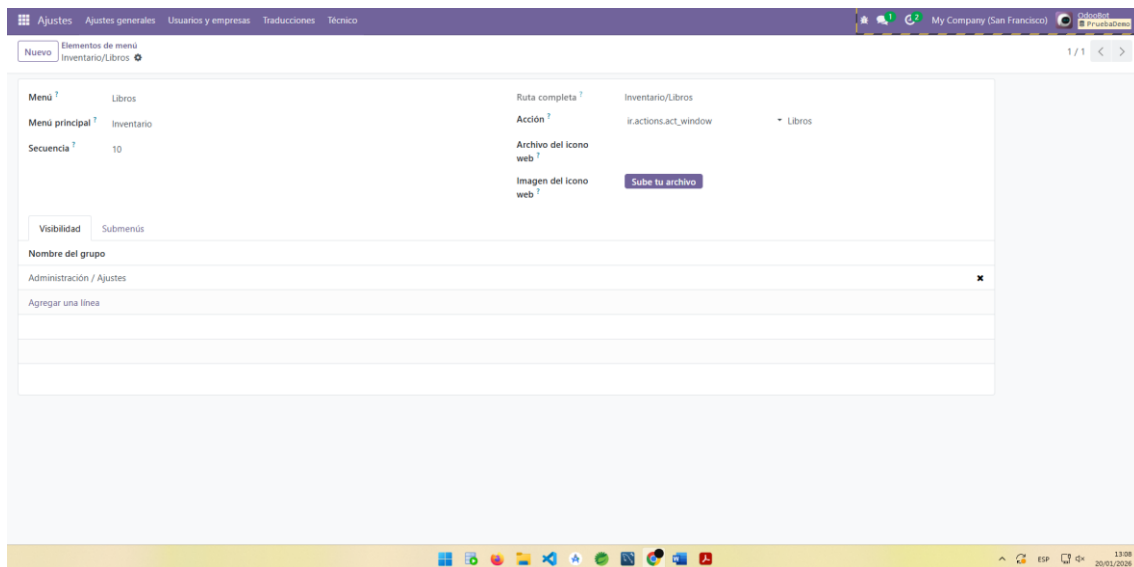 Ajustes Ajustes generales Usuarios y empresas Traducciones Técnico 1 2 My Company (San Francisco) OdooBot
PruebaDemo
Nuevo Elementos de menú
Inventario/Libros 1 / 1
Menú ? Libros Ruta completa ? Inventario/Libros
Menú principal ? Inventario Acción ? ir.actions.act_window Libros
Secuencia ? 10 Archivo del icono
web ?
Imagen del icono Sube tu archivo
web ?
Visibilidad Submenús
Nombre del grupo
Administración / Ajustes
Agregar una línea
ESP 13:08
20/01/2026